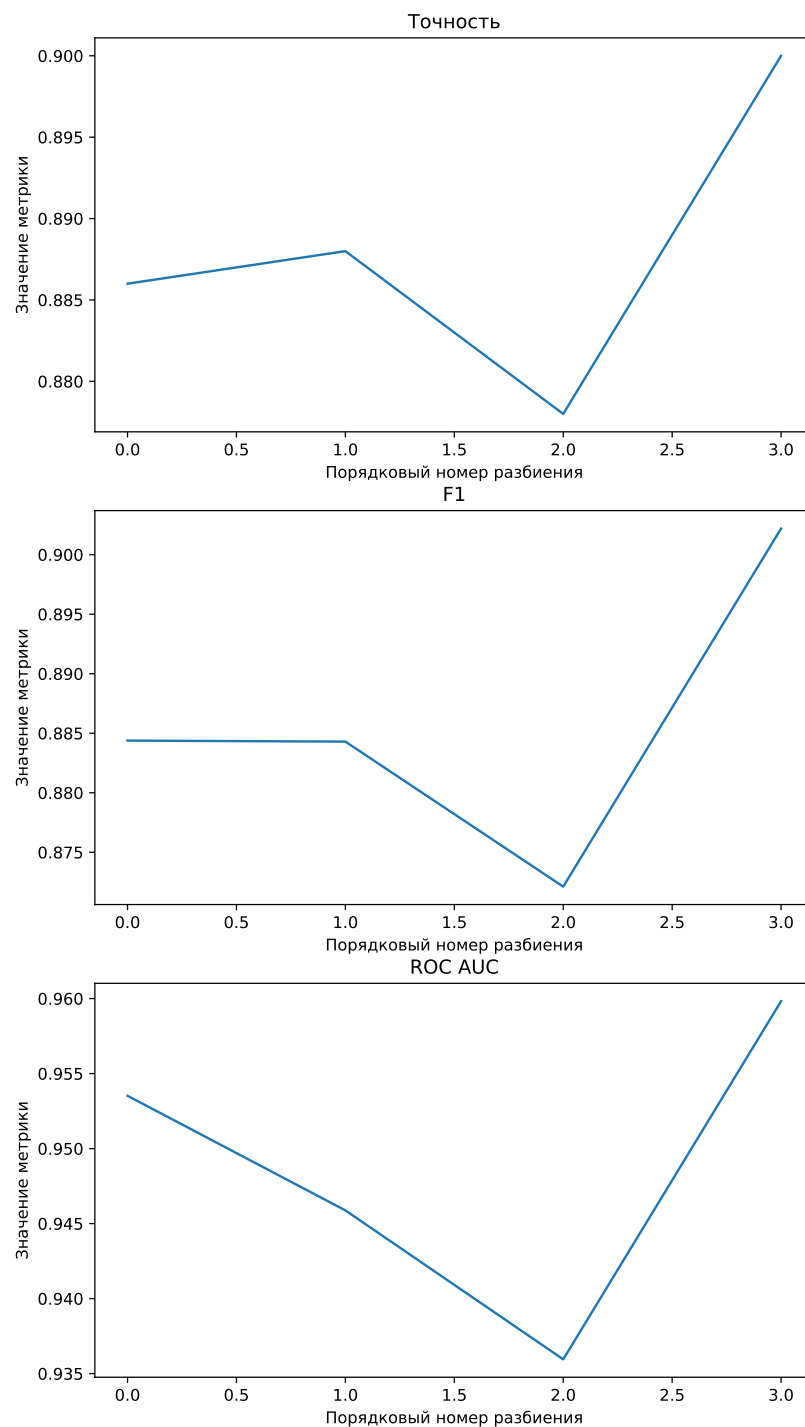 Точность
0.900
0.895
0.890
0.885
0.880
Значение метрики
0.0 0.5 1.0 1.5 2.0 2.5 3.0
Порядковый номер разбиения
F1
0.900
0.895
0.890
0.885
0.880
0.875
Значение метрики
0.0 0.5 1.0 1.5 2.0 2.5 3.0
Порядковый номер разбиения
ROC AUC
0.960
0.955
0.950
0.945
0.940
0.935
Значение метрики
0.0 0.5 1.0 1.5 2.0 2.5 3.0
Порядковый номер разбиения